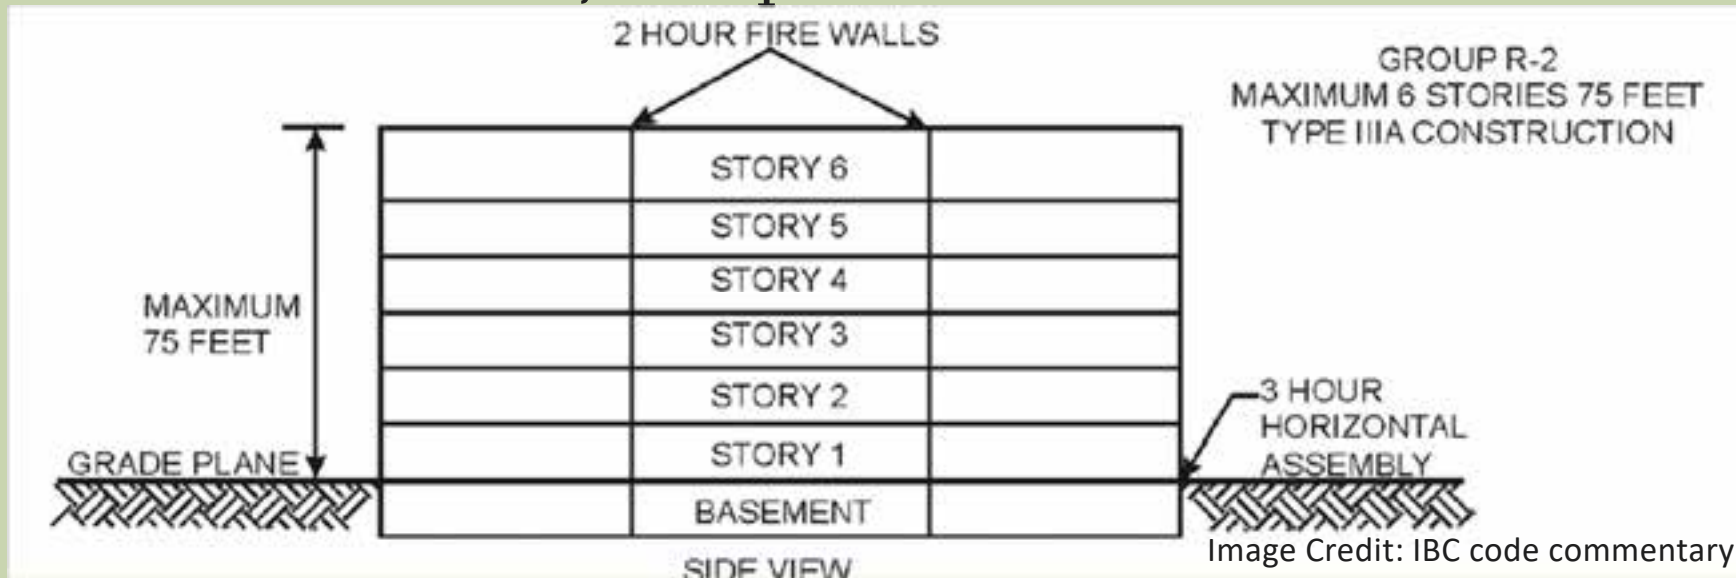 2 HOUR FIRE WALLS
GROUP R-2
MAXIMUM 6 STORIES 75 FEET
TYPE IIIA CONSTRUCTION
STORY 6
STORY 5
STORY 4
MAXIMUM
75 FEET
STORY 3
STORY 2
3 HOUR
HORIZONTAL
ASSEMBLY
STORY 1
GRADE PLANE
BASEMENT
SIDE VIEW
Image Credit: IBC code commentary